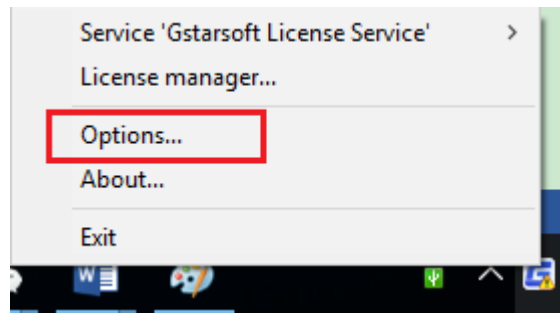 Service 'Gstarsoft License Service'
License manager...
Options...
About...
Exit